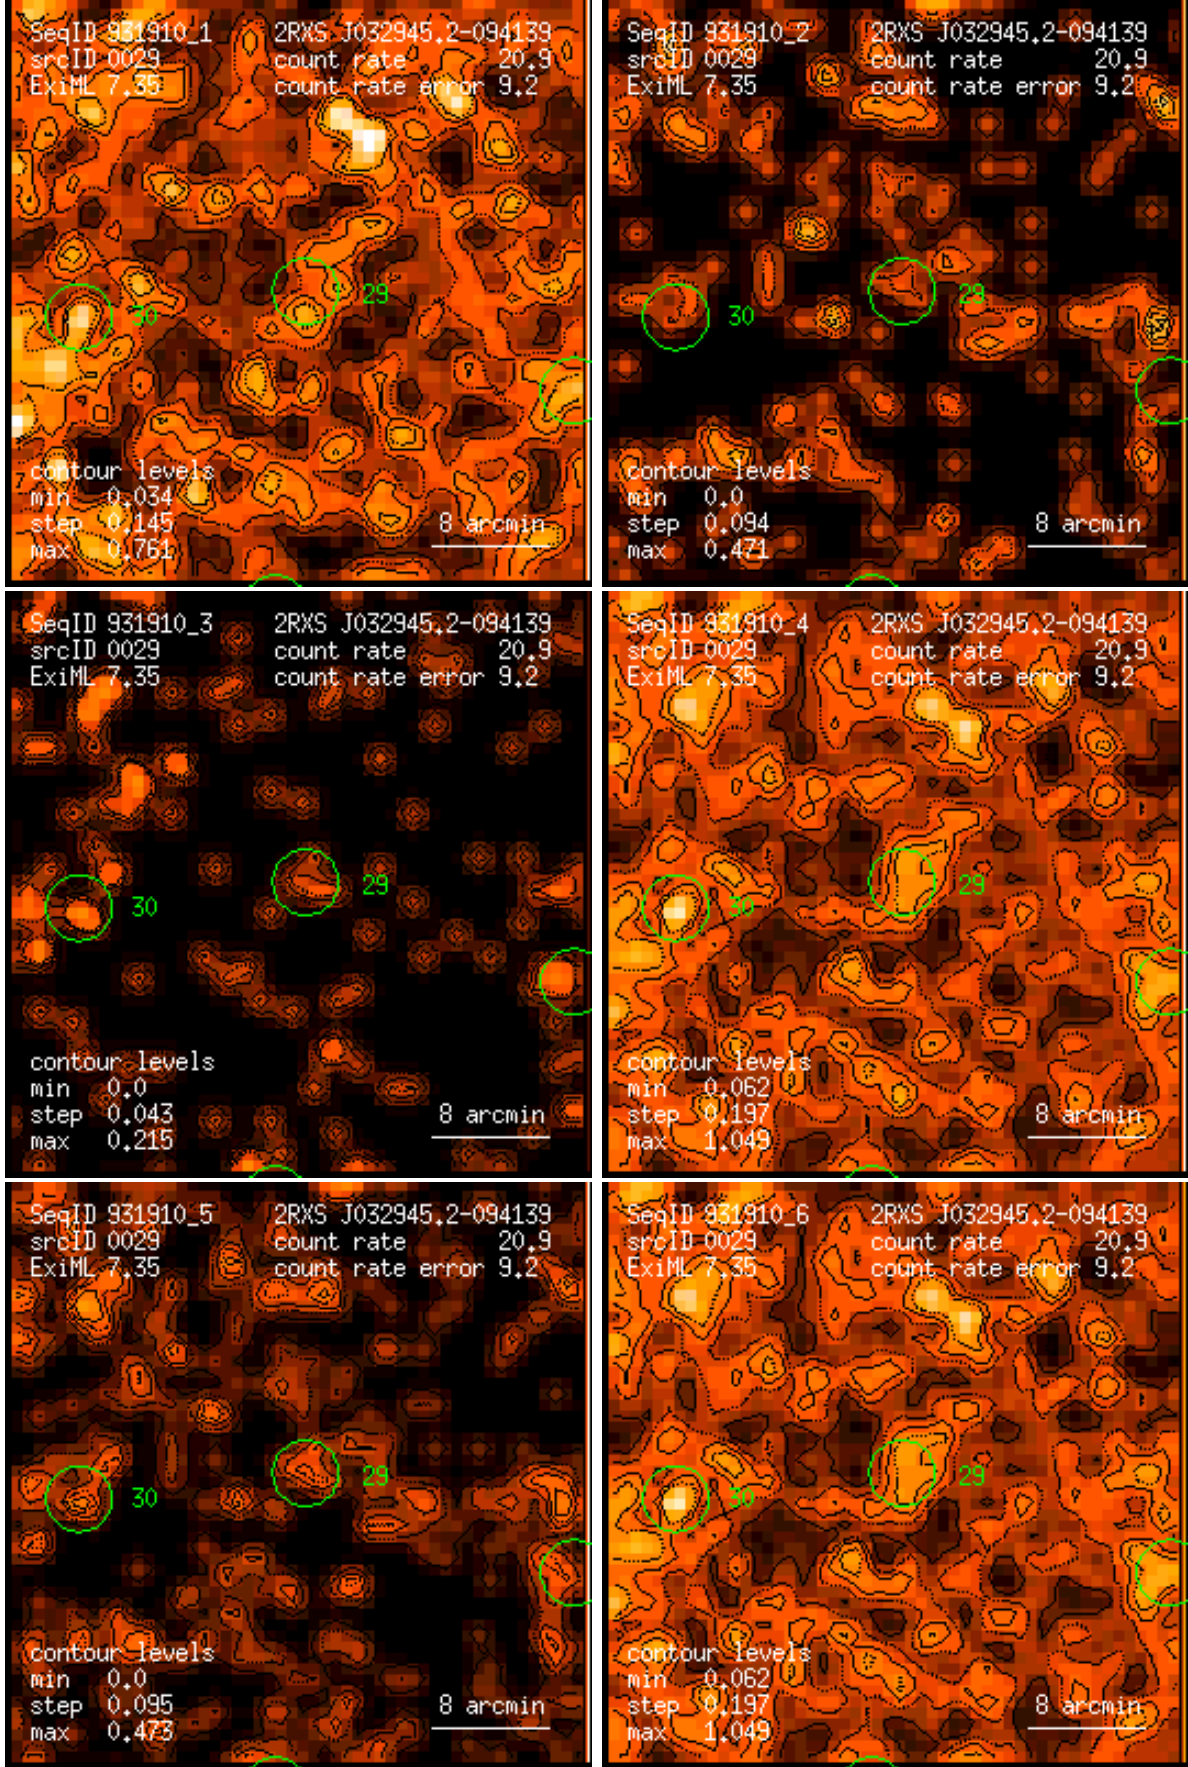 SeqID 931910_1 2RXS J032945.2-094139
srcID 0029 count rate 20.9
ExiML 7.35 count rate error 9.2
29
30
contour levels
min 0.034
step 0.145 8 arcmin
max 0.761
SeqID 931910_2 2RXS J032945.2-094139
srcID 0029 count rate 20.9
ExiML 7.35 count rate error 9.2
29
30
contour levels
min 0.0
step 0.094 8 arcmin
max 0.471
SeqID 931910_3 2RXS J032945.2-094139
srcID 0029 count rate 20.9
ExiML 7.35 count rate error 9.2
29
30
contour levels
min 0.0
step 0.043 8 arcmin
max 0.215
SeqID 931910_4 2RXS J032945.2-094139
srcID 0029 count rate 20.9
ExiML 7.35 count rate error 9.2
29
30
contour levels
min 0.062
step 0.197 8 arcmin
max 1.049
SeqID 931910_5 2RXS J032945.2-094139
srcID 0029 count rate 20.9
ExiML 7.35 count rate error 9.2
29
30
contour levels
min 0.0
step 0.095 8 arcmin
max 0.473
SeqID 931910_6 2RXS J032945.2-094139
srcID 0029 count rate 20.9
ExiML 7.35 count rate error 9.2
29
30
contour levels
min 0.062
step 0.197 8 arcmin
max 1.049